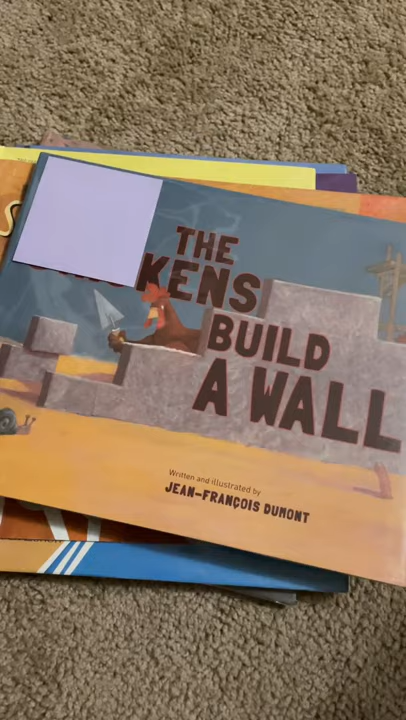 THE
KENS
BUILD
A WALL
Written and illustrated by
JEAN-FRANÇOIS DUMONT